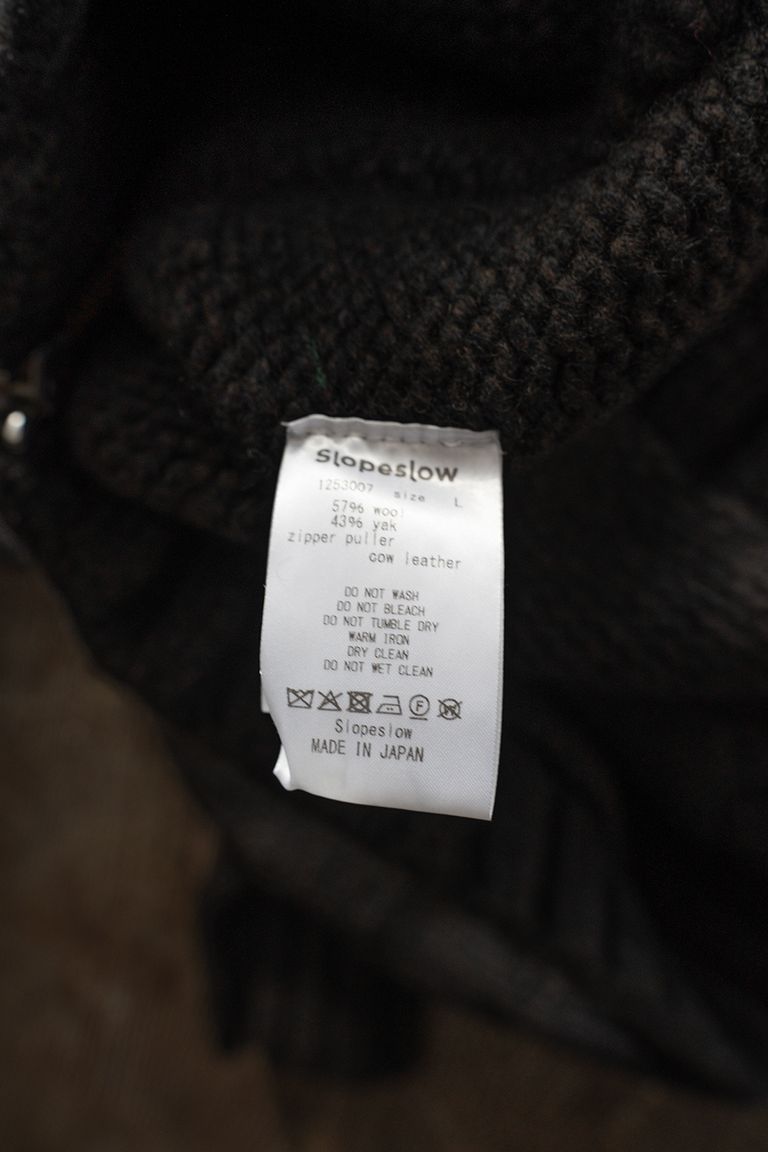 Slopeslow
1253007 size L
57% wool
43% yak
zipper puller
cow leather
DO NOT WASH
DO NOT BLEACH
DO NOT TUMBLE DRY
WARM IRON
DRY CLEAN
DO NOT WET CLEAN
F W
Slopeslow
MADE IN JAPAN